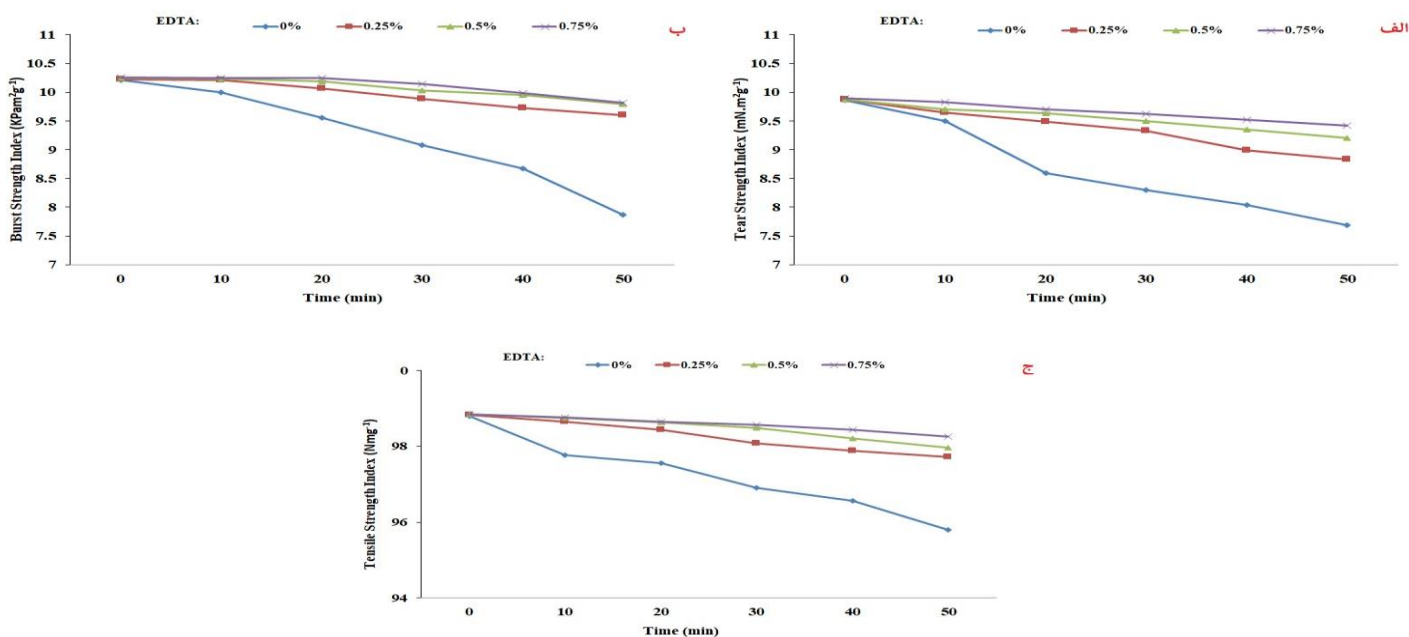 ب
EDTA: 0% 0.25% 0.5% 0.75%
11
10.5
10
9.5
9
8.5
8
7.5
7
Burst Strength Index (KPam²g⁻¹)
0 10 20 30 40 50
Time (min)
الف
EDTA: 0% 0.25% 0.5% 0.75%
11
10.5
10
9.5
9
8.5
8
7.5
7
Tear Strength Index (mN.m²g⁻¹)
0 10 20 30 40 50
Time (min)
ج
EDTA: 0% 0.25% 0.5% 0.75%
0
98
96
94
Tensile Strength Index (Nmg⁻¹)
0 10 20 30 40 50
Time (min)